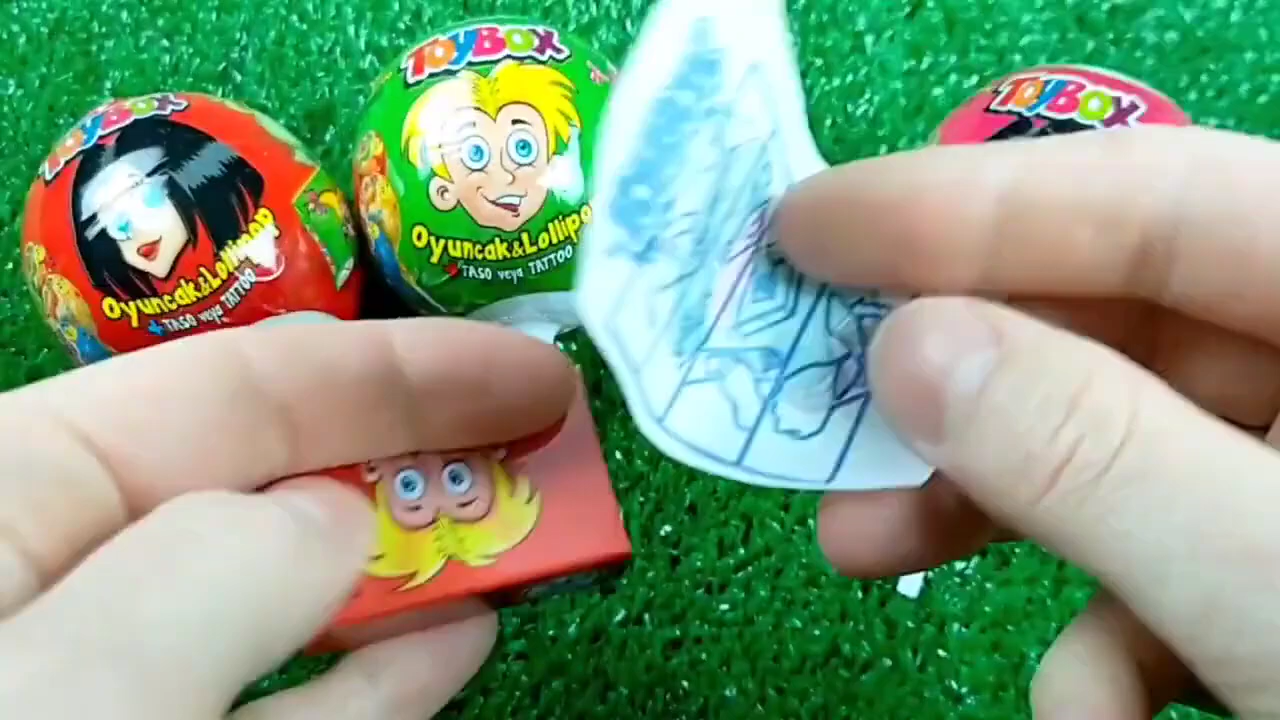 TOYBOX
Oyuncak&Lollipop
+ TASO veya TATTOO
TOYBOX
Oyuncak&Lollipo
TASO veya TATTOO
TOYBOX